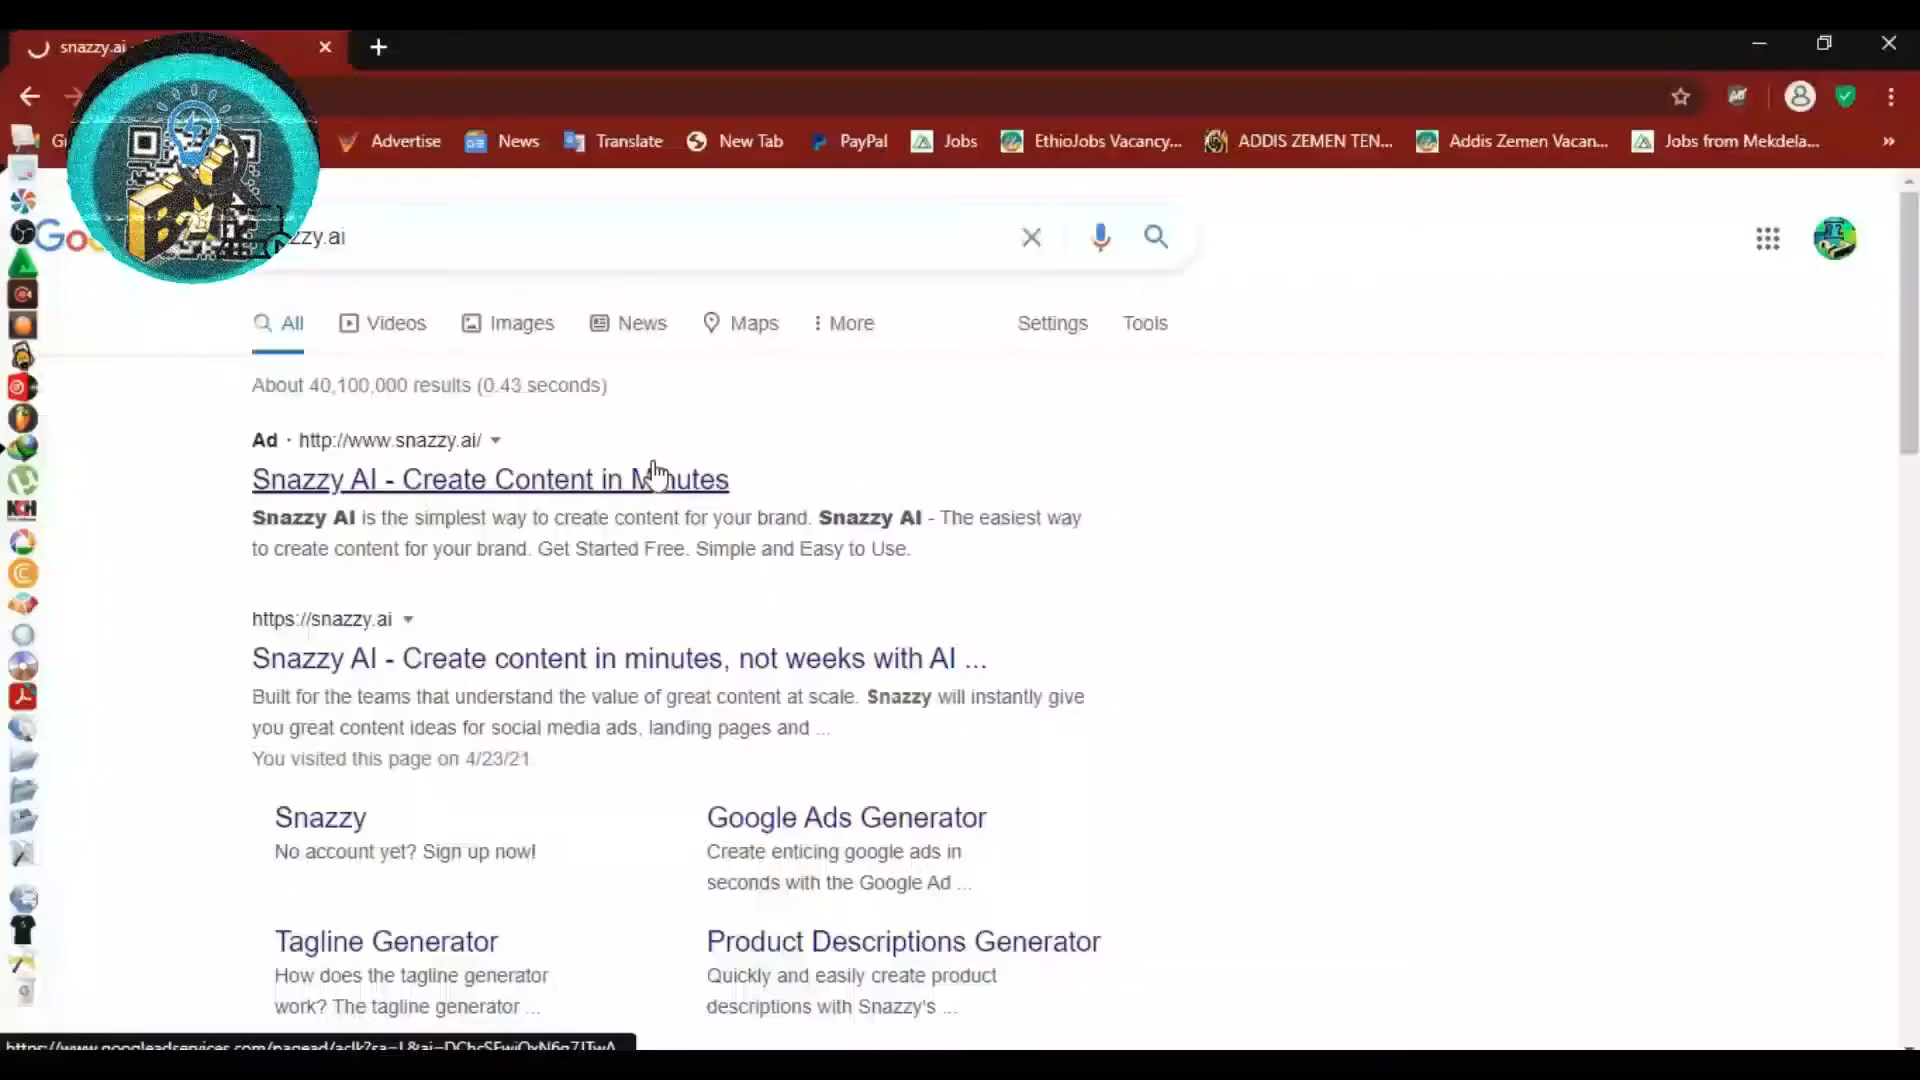 snazzy.ai
Advertise
News
Translate
New Tab
PayPal
Jobs
EthioJobs Vacancy...
ADDIS ZEMEN TEN...
Addis Zemen Vacan...
Jobs from Mekdela...
zzy.ai
All
Videos
Images
News
Maps
More
Settings
Tools
About 40,100,000 results (0.43 seconds)
Ad · http://www.snazzy.ai/
Snazzy AI - Create Content in Minutes
Snazzy AI is the simplest way to create content for your brand. Snazzy AI - The easiest way
to create content for your brand. Get Started Free. Simple and Easy to Use.
https://snazzy.ai
Snazzy AI - Create content in minutes, not weeks with AI ...
Built for the teams that understand the value of great content at scale. Snazzy will instantly give
you great content ideas for social media ads, landing pages and ...
You visited this page on 4/23/21.
Snazzy
No account yet? Sign up now!
Google Ads Generator
Create enticing google ads in
seconds with the Google Ad ...
Tagline Generator
How does the tagline generator
work? The tagline generator ...
Product Descriptions Generator
Quickly and easily create product
descriptions with Snazzy's ...